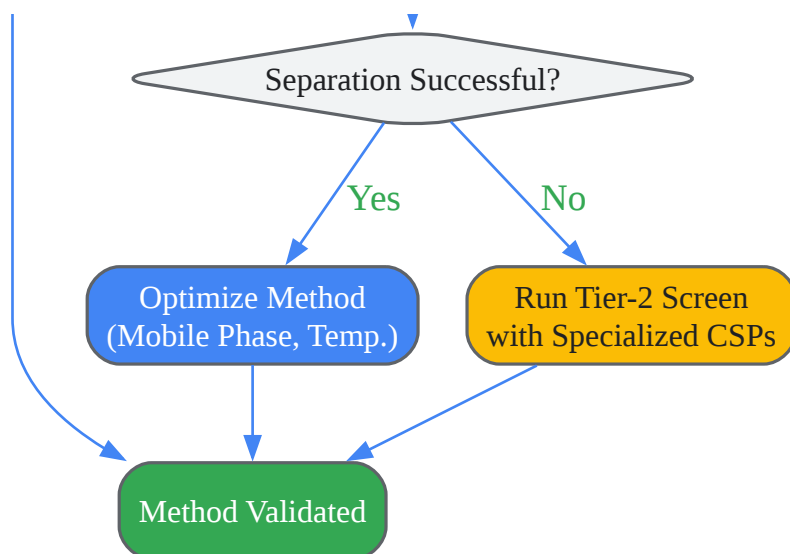 Separation Successful?
Yes
No
Optimize Method
(Mobile Phase, Temp.)
Run Tier-2 Screen
with Specialized CSPs
Method Validated